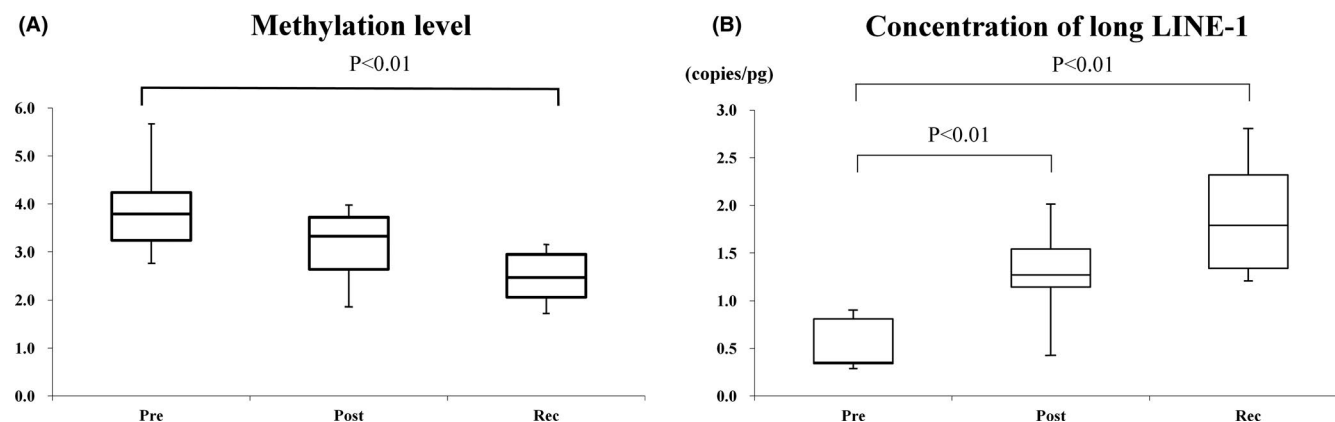 (A)
Methylation level
P<0.01
6.0
5.0
4.0
3.0
2.0
1.0
0.0
Pre Post Rec
(B)
Concentration of long LINE-1
(copies/pg)
P<0.01
P<0.01
3.0
2.5
2.0
1.5
1.0
0.5
0.0
Pre Post Rec